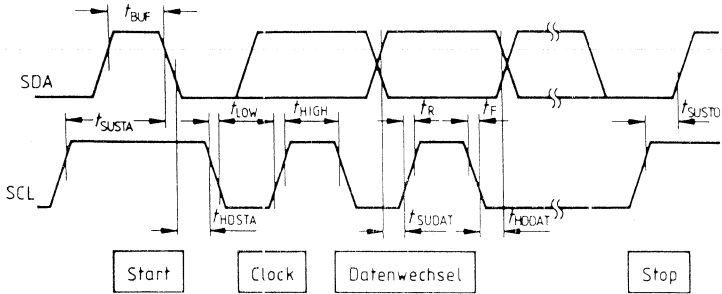 tBUF
SDA
tSUSTA
tLOW
tHIGH
tR
tF
tSUSTO
SCL
tHDSTA
tSUDAT
tHDDAT
Start
Clock
Datenwechsel
Stop